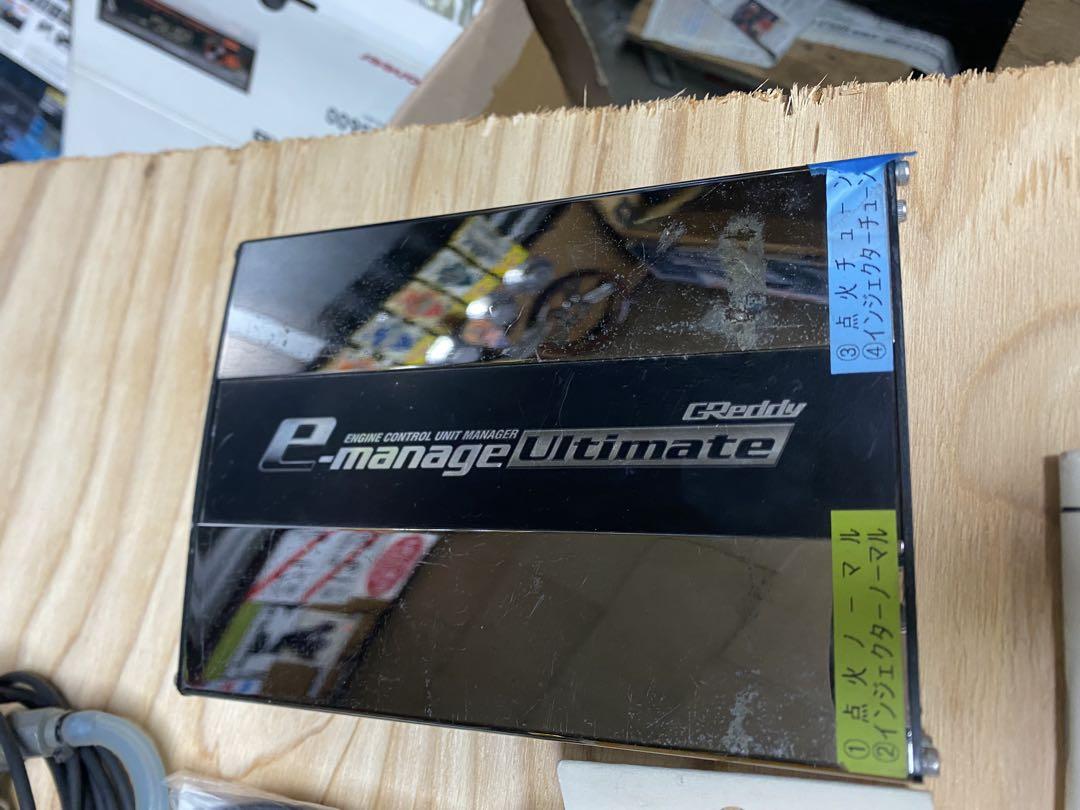 GReddy
ENGINE CONTROL UNIT MANAGER
e-manage Ultimate
③点火チューン
④インジェクターチューン
①点火ノーマル
②インジェクターノーマル